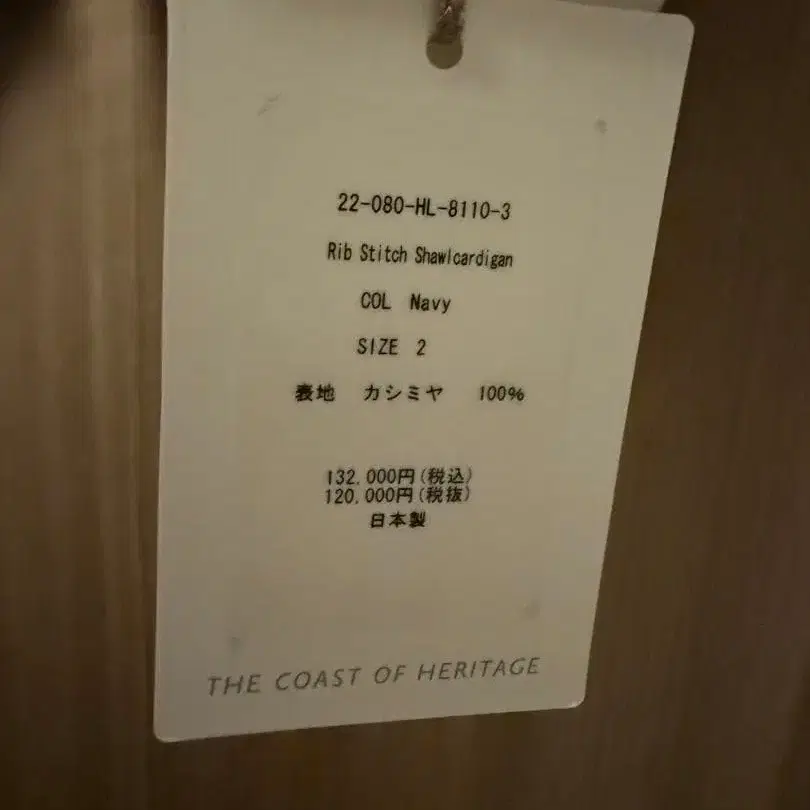 22-080-HL-8110-3
Rib Stitch Shawlcardigan
COL Navy
SIZE 2
表地 カシミヤ 100%
132,000円(税込)
120,000円(税抜)
日本製
THE COAST OF HERITAGE